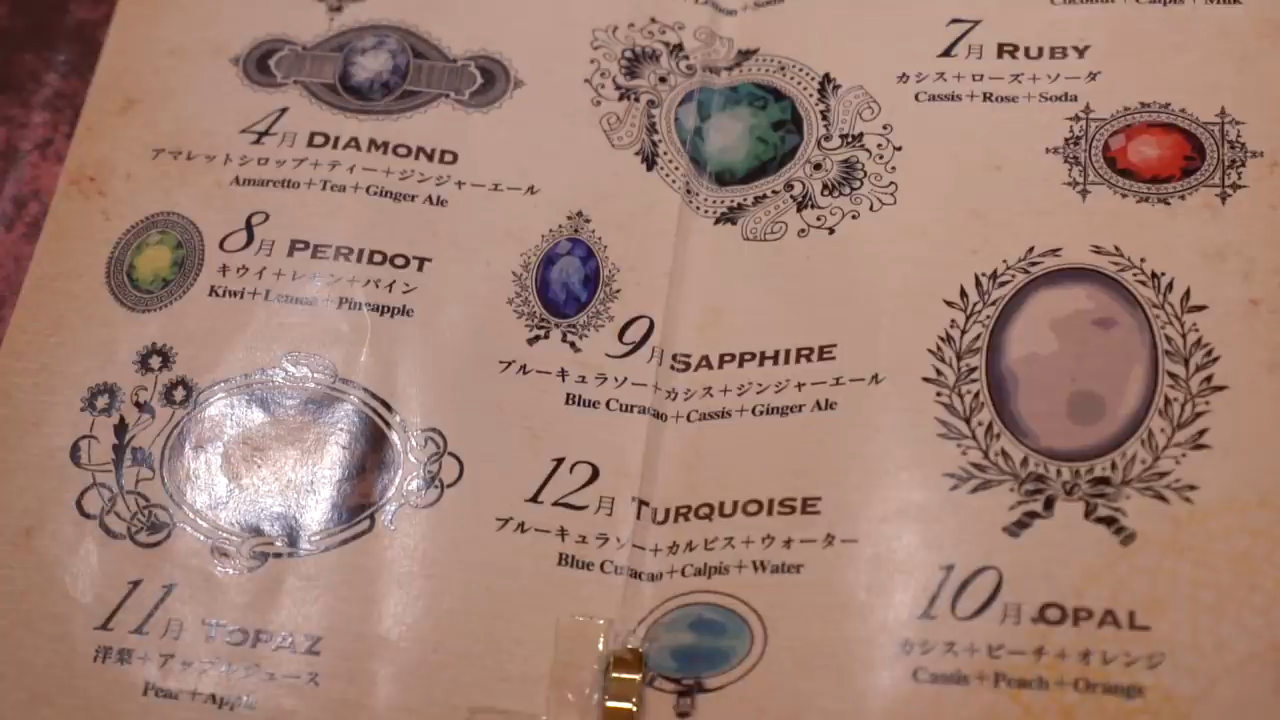 4月 DIAMOND
アマレットシロップ+ティー+ジンジャーエール
Amaretto+Tea+Ginger Ale
7月 RUBY
カシス+ローズ+ソーダ
Cassis+Rose+Soda
8月 PERIDOT
キウイ+レモン+パイン
Kiwi+Lemon+Pineapple
9月 SAPPHIRE
ブルーキュラソー+カシス+ジンジャーエール
Blue Curacao+Cassis+Ginger Ale
12月 TURQUOISE
ブルーキュラソー+カルピス+ウォーター
Blue Curacao+Calpis+Water
11月 TOPAZ
洋梨+アップルジュース
Pear+Apple
10月 OPAL
カシス+ピーチ+オレンジ
Cassis+Peach+Orange